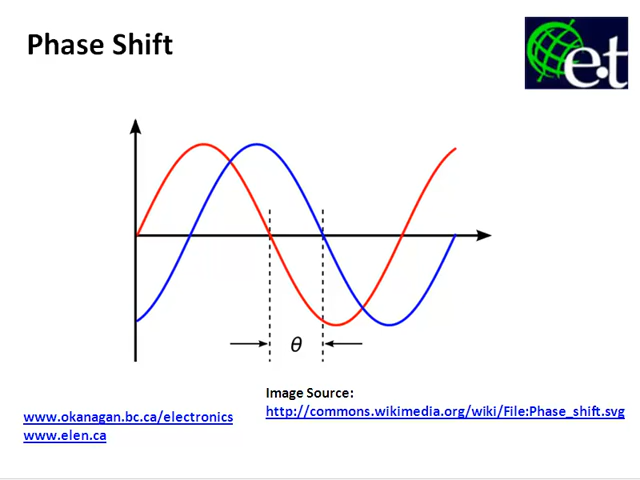 Phase Shift
e·t
θ
Image Source:
http://commons.wikimedia.org/wiki/File:Phase_shift.svg
www.okanagan.bc.ca/electronics
www.elen.ca